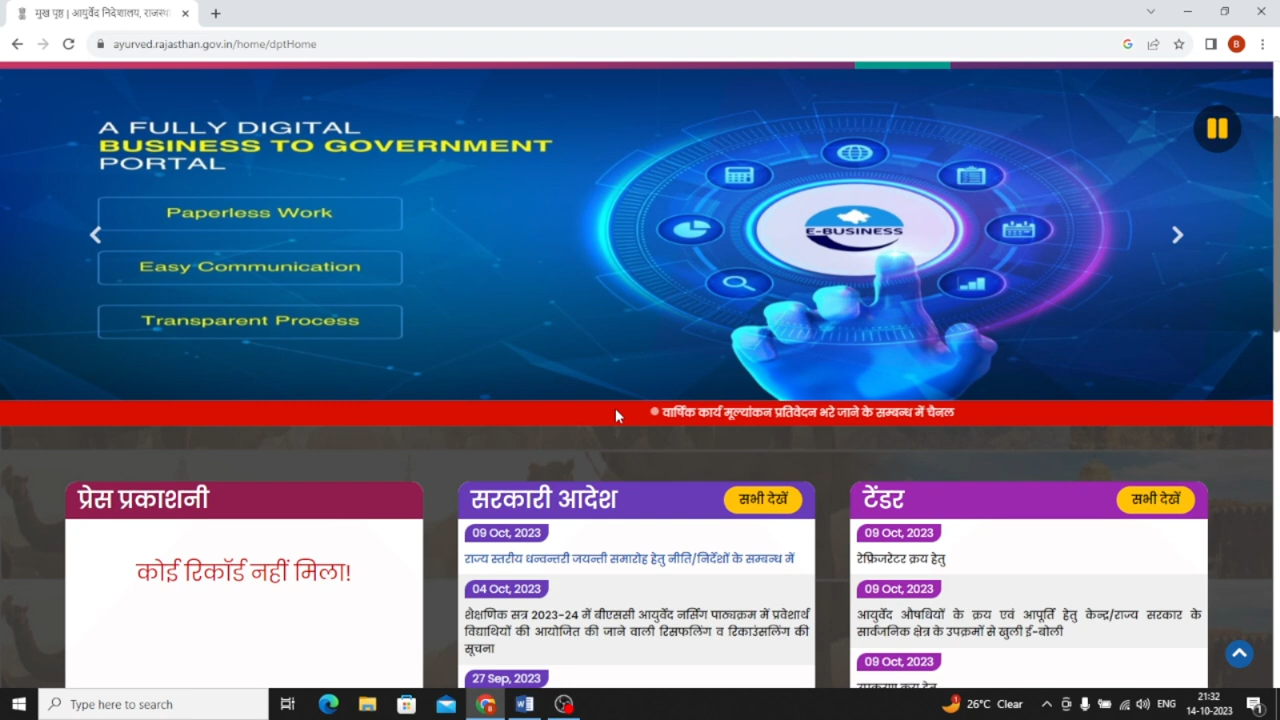 मुख पृष्ठ | आयुर्वेद निदेशालय, राजस्था
ayurved.rajasthan.gov.in/home/dptHome
B
A FULLY DIGITAL
BUSINESS TO GOVERNMENT
PORTAL
Paperless Work
Easy Communication
Transparent Process
E-BUSINESS
वार्षिक कार्य मूल्यांकन प्रतिवेदन भरे जाने के सम्बन्ध में चैनल
प्रेस प्रकाशनी
कोई रिकॉर्ड नहीं मिला!
सरकारी आदेश
सभी देखें
09 Oct, 2023
राज्य स्तरीय धन्वन्तरी जयन्ती समारोह हेतु नीति/निर्देशों के सम्बन्ध में
04 Oct, 2023
शैक्षणिक सत्र 2023-24 में बीएससी आयुर्वेद नर्सिंग पाठ्यक्रम में प्रवेशार्थ
विद्यार्थियों की आयोजित की जाने वाली रिसफलिंग व रिकाउंसलिंग की
सूचना
27 Sep, 2023
टेंडर
सभी देखें
09 Oct, 2023
रेफ्रिजरेटर क्रय हेतु
09 Oct, 2023
आयुर्वेद औषधियों के क्रय एवं आपूर्ति हेतु केन्द्र/राज्य सरकार के
सार्वजनिक क्षेत्र के उपक्रमों से खुली ई-बोली
09 Oct, 2023
Type here to search
26°C Clear
ENG
21:32
14-10-2023
1